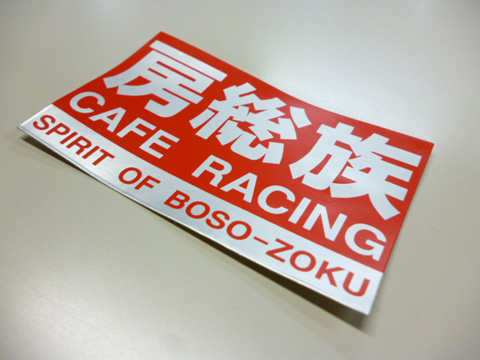 房総族
CAFE RACING
SPIRIT OF BOSO-ZOKU